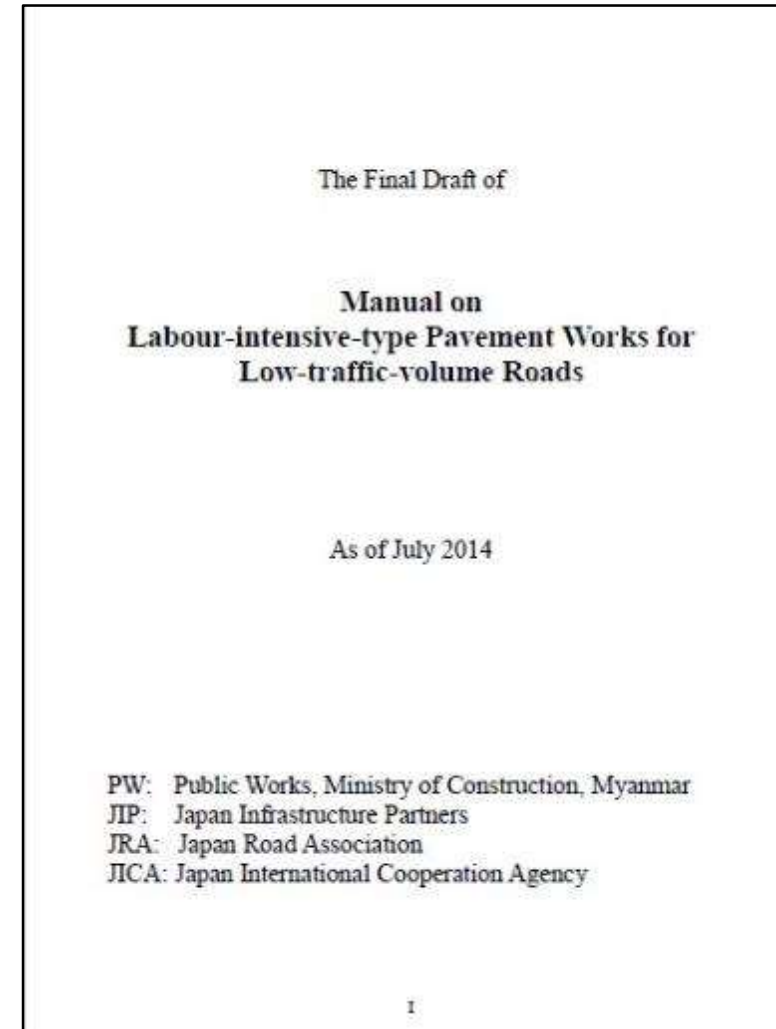 The Final Draft of
Manual on
Labour-intensive-type Pavement Works for
Low-traffic-volume Roads
As of July 2014
PW: Public Works, Ministry of Construction, Myanmar
JIP: Japan Infrastructure Partners
JRA: Japan Road Association
JICA: Japan International Cooperation Agency
I